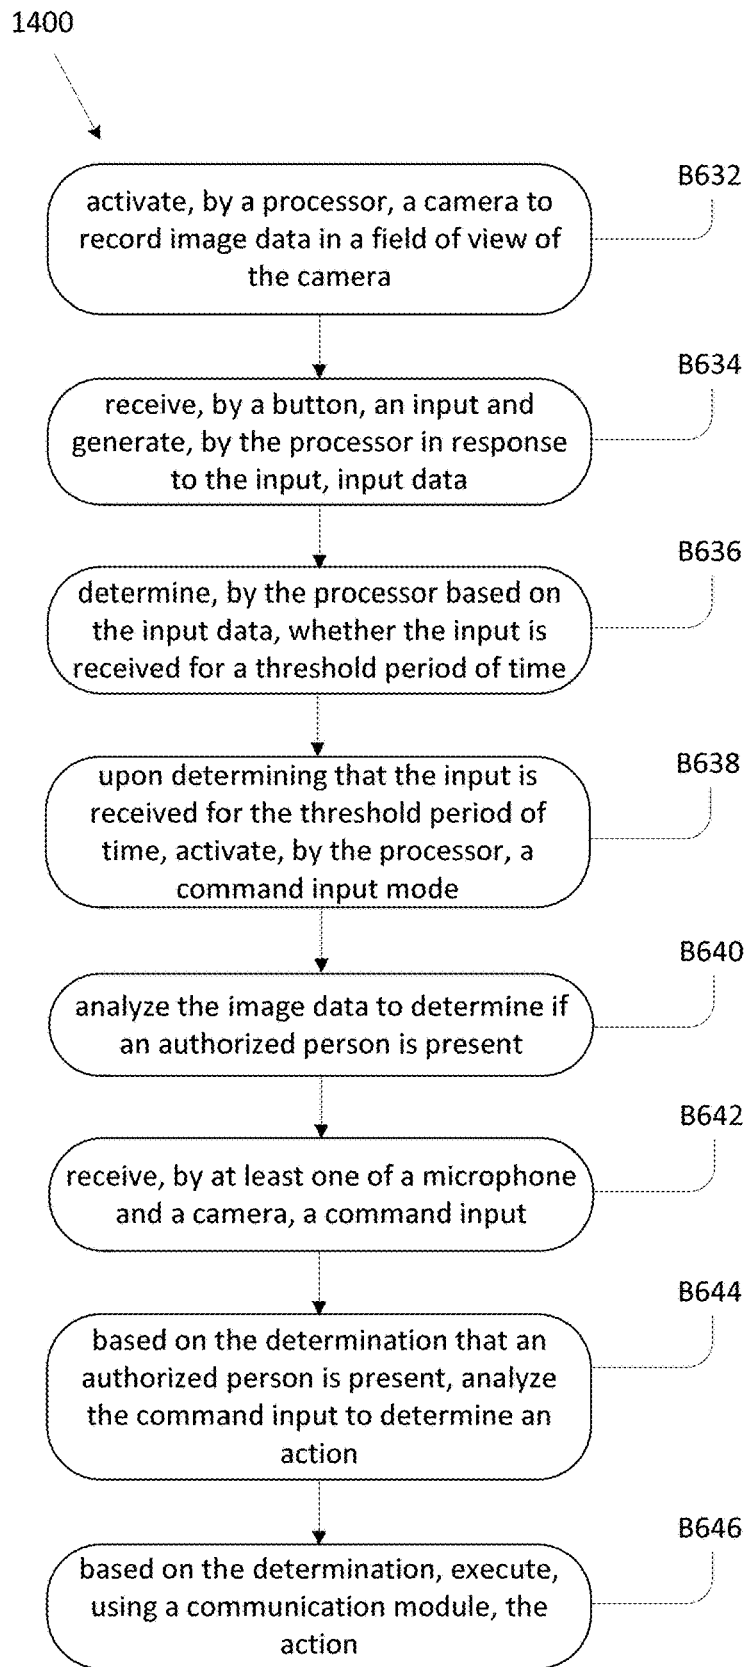 1400
B632
activate, by a processor, a camera to
record image data in a field of view of
the camera
B634
receive, by a button, an input and
generate, by the processor in response
to the input, input data
B636
determine, by the processor based on
the input data, whether the input is
received for a threshold period of time
B638
upon determining that the input is
received for the threshold period of
time, activate, by the processor, a
command input mode
B640
analyze the image data to determine if
an authorized person is present
B642
receive, by at least one of a microphone
and a camera, a command input
B644
based on the determination that an
authorized person is present, analyze
the command input to determine an
action
B646
based on the determination, execute,
using a communication module, the
action